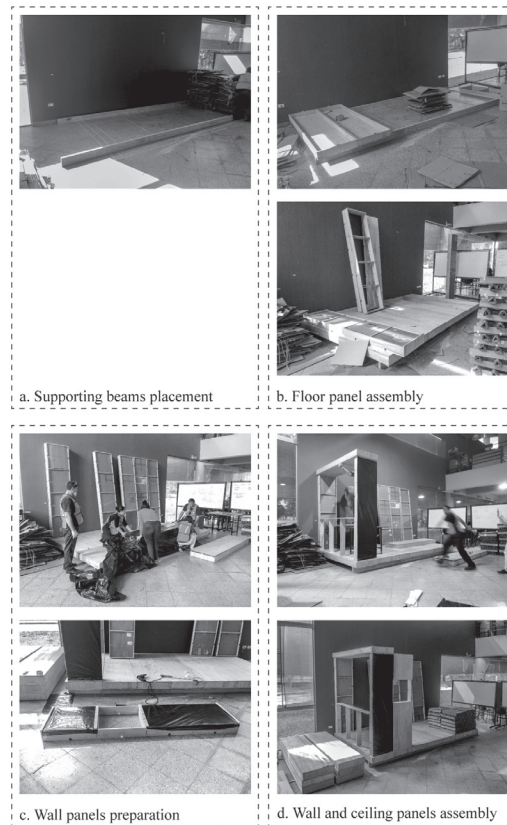 a. Supporting beams placement
b. Floor panel assembly
c. Wall panels preparation
d. Wall and ceiling panels assembly